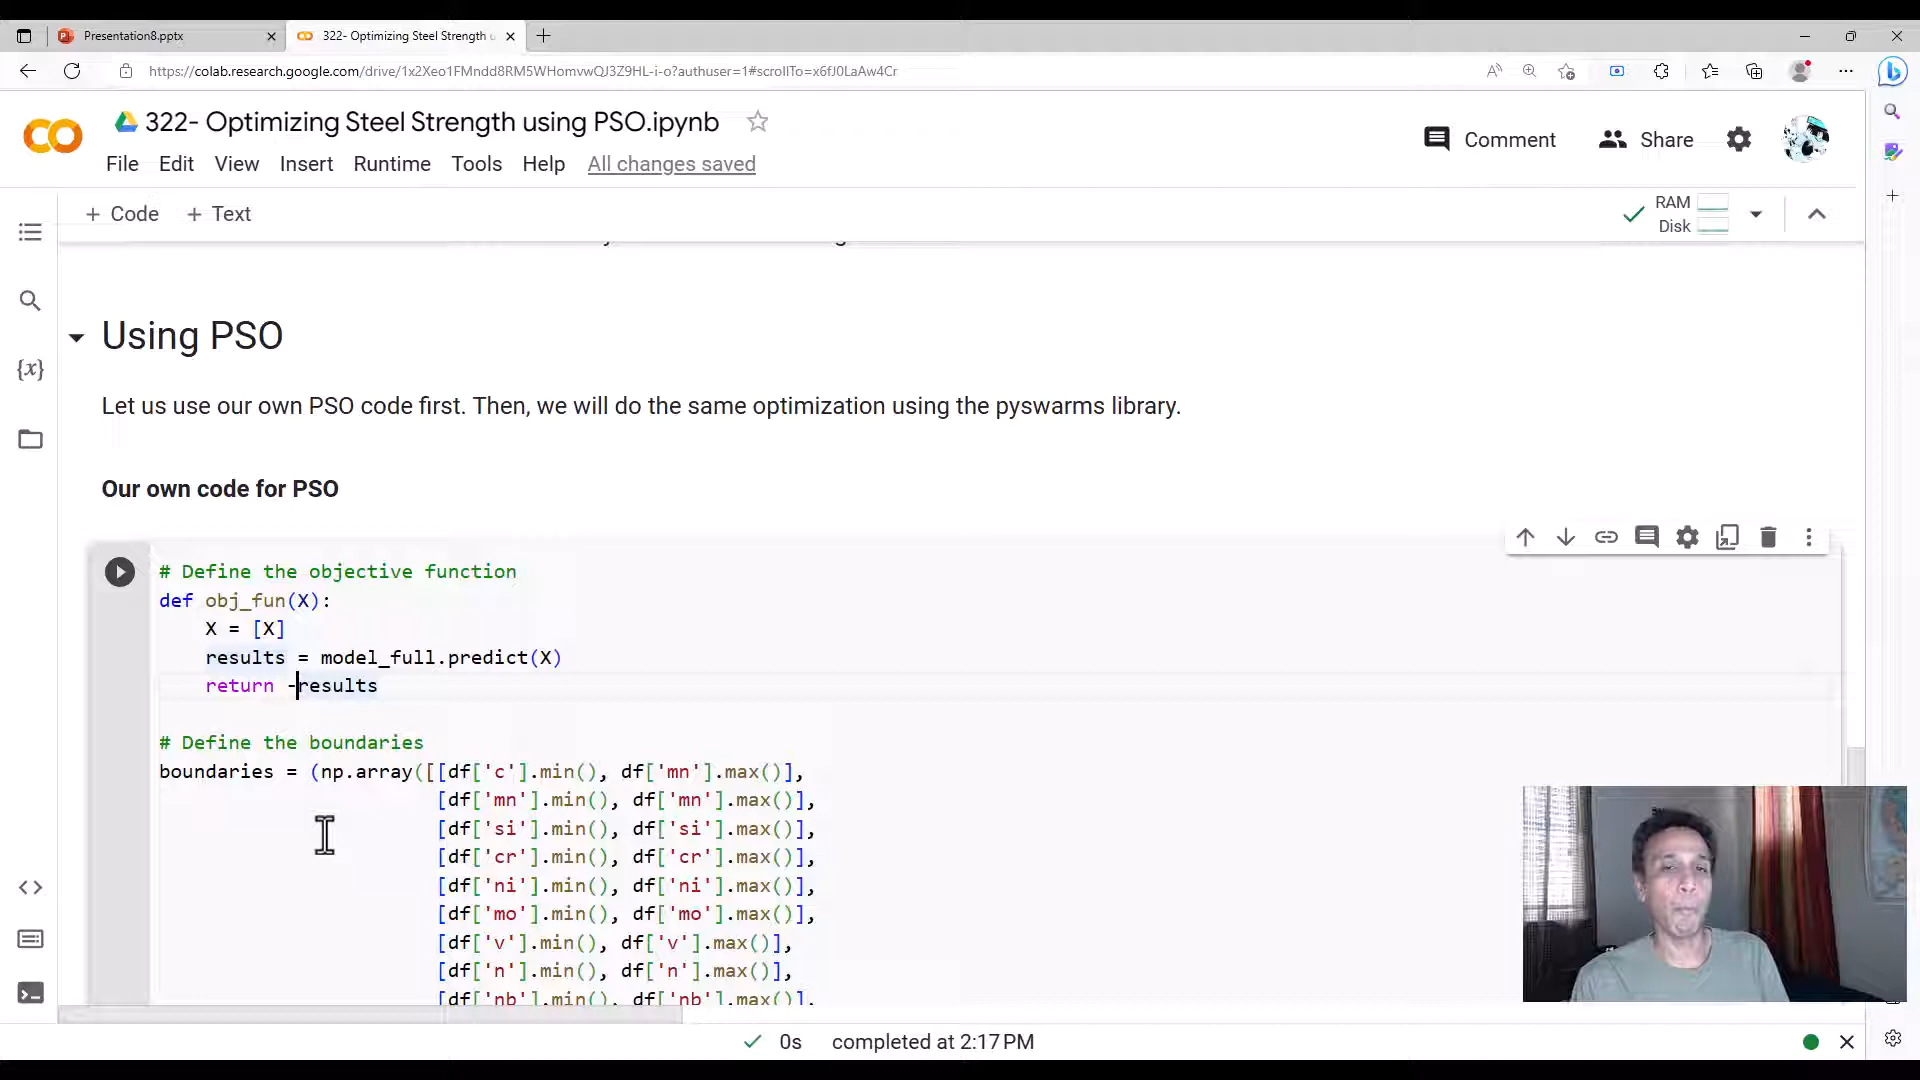 Presentation8.pptx
322- Optimizing Steel Strength u
https://colab.research.google.com/drive/1x2Xeo1FMndd8RM5WHomvwQJ3Z9HL-i-o?authuser=1#scrollTo=x6fJ0LaAw4Cr
322- Optimizing Steel Strength using PSO.ipynb
File Edit View Insert Runtime Tools Help All changes saved
Comment
Share
+ Code + Text
RAM
Disk
{x}
Using PSO
Let us use our own PSO code first. Then, we will do the same optimization using the pyswarms library.
Our own code for PSO
# Define the objective function
def obj_fun(X):
X = [X]
results = model_full.predict(X)
return -results
# Define the boundaries
boundaries = (np.array([[df['c'].min(), df['mn'].max()],
[df['mn'].min(), df['mn'].max()],
[df['si'].min(), df['si'].max()],
[df['cr'].min(), df['cr'].max()],
[df['ni'].min(), df['ni'].max()],
[df['mo'].min(), df['mo'].max()],
[df['v'].min(), df['v'].max()],
[df['n'].min(), df['n'].max()],
[df['nb'].min(), df['nb'].max()],
0s completed at 2:17 PM